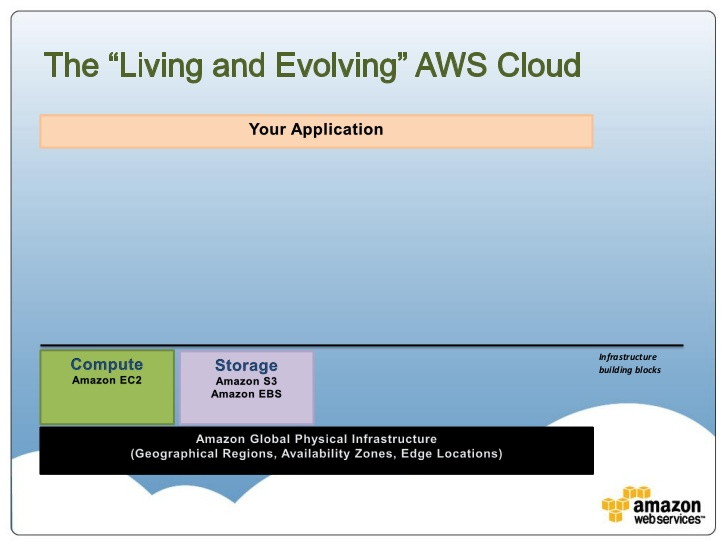 The “Living and Evolving” AWS Cloud
Your Application
Infrastructure
building blocks
Compute
Amazon EC2
Storage
Amazon S3
Amazon EBS
Amazon Global Physical Infrastructure
(Geographical Regions, Availability Zones, Edge Locations)
amazon
webservices™